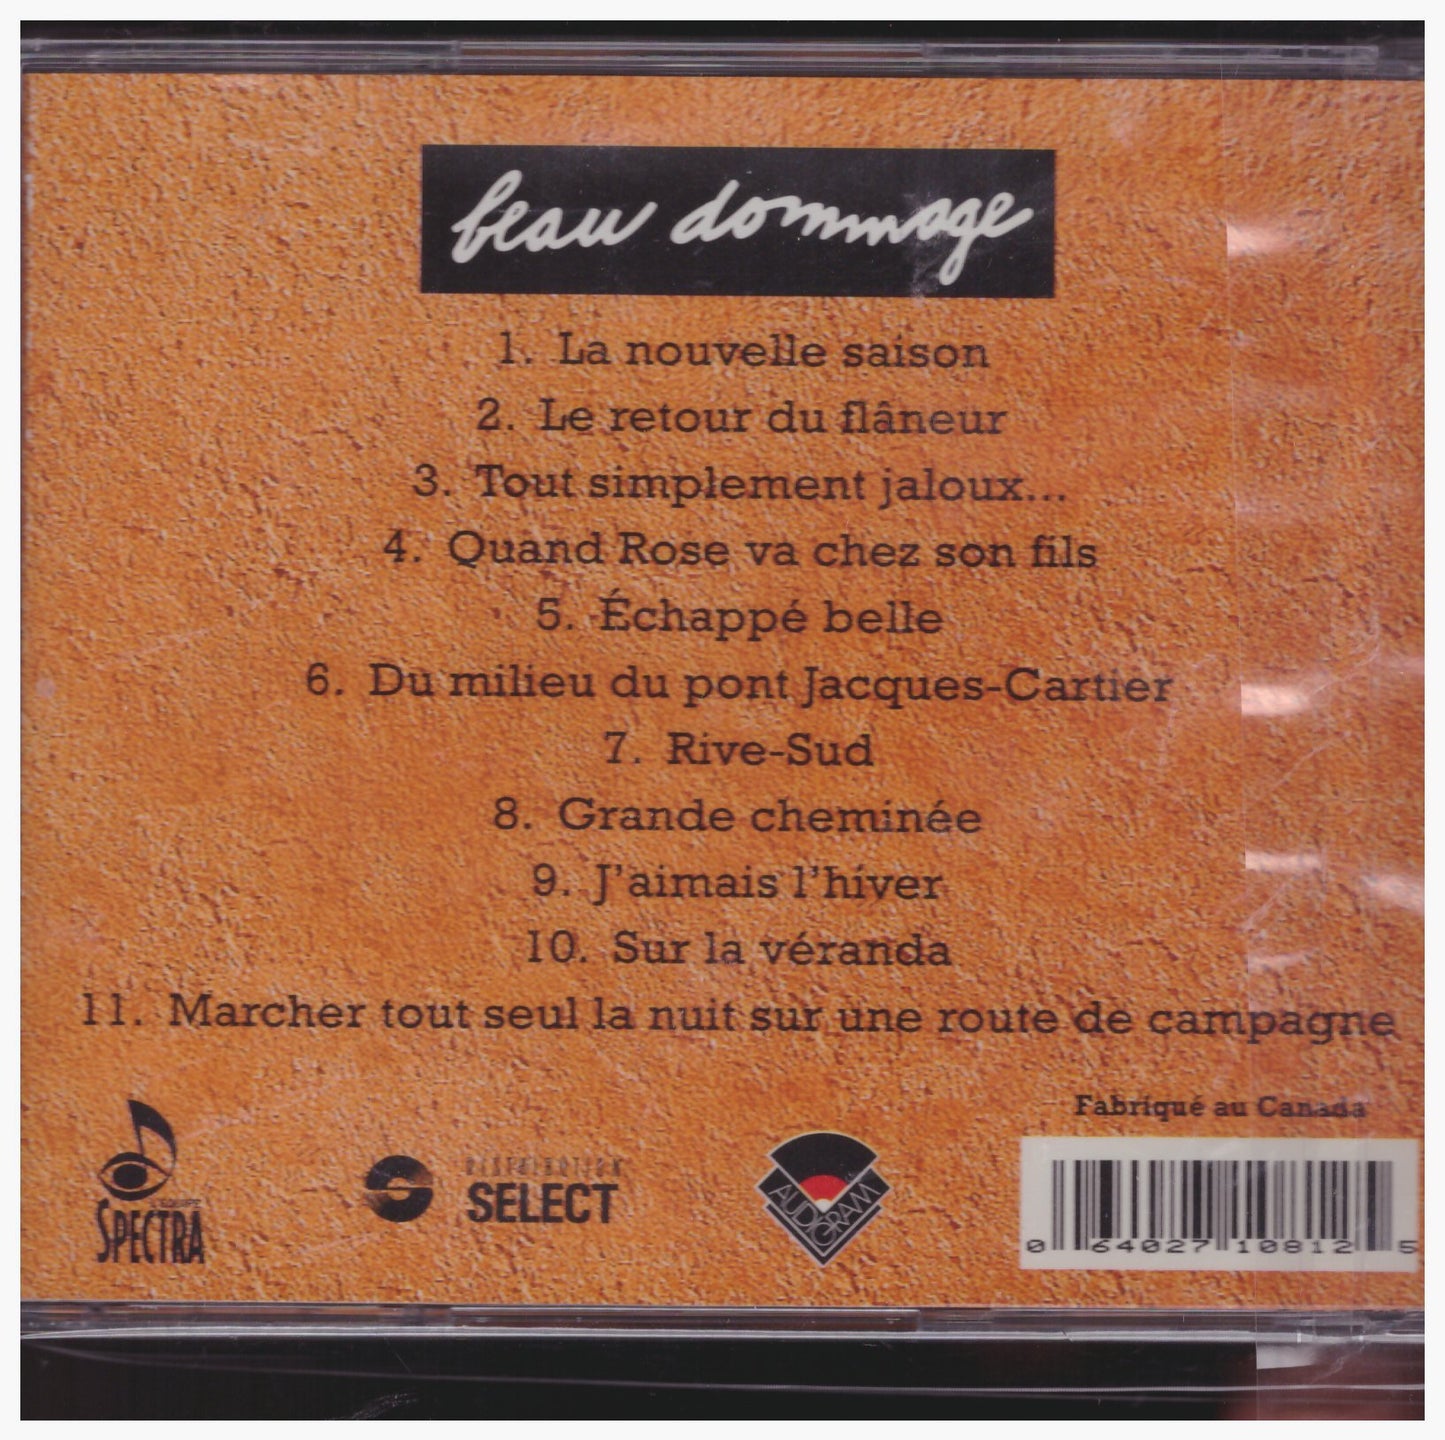 beau dommage
1. La nouvelle saison
2. Le retour du flâneur
3. Tout simplement jaloux...
4. Quand Rose va chez son fils
5. Échappé belle
6. Du milieu du pont Jacques-Cartier
7. Rive-Sud
8. Grande cheminée
9. J'aimais l'hiver
10. Sur la véranda
11. Marcher tout seul la nuit sur une route de campagne
Fabriqué au Canada
SPECTRA
DISTRIBUTION
SELECT
AUDIOGRAM
0 64027 10812 5